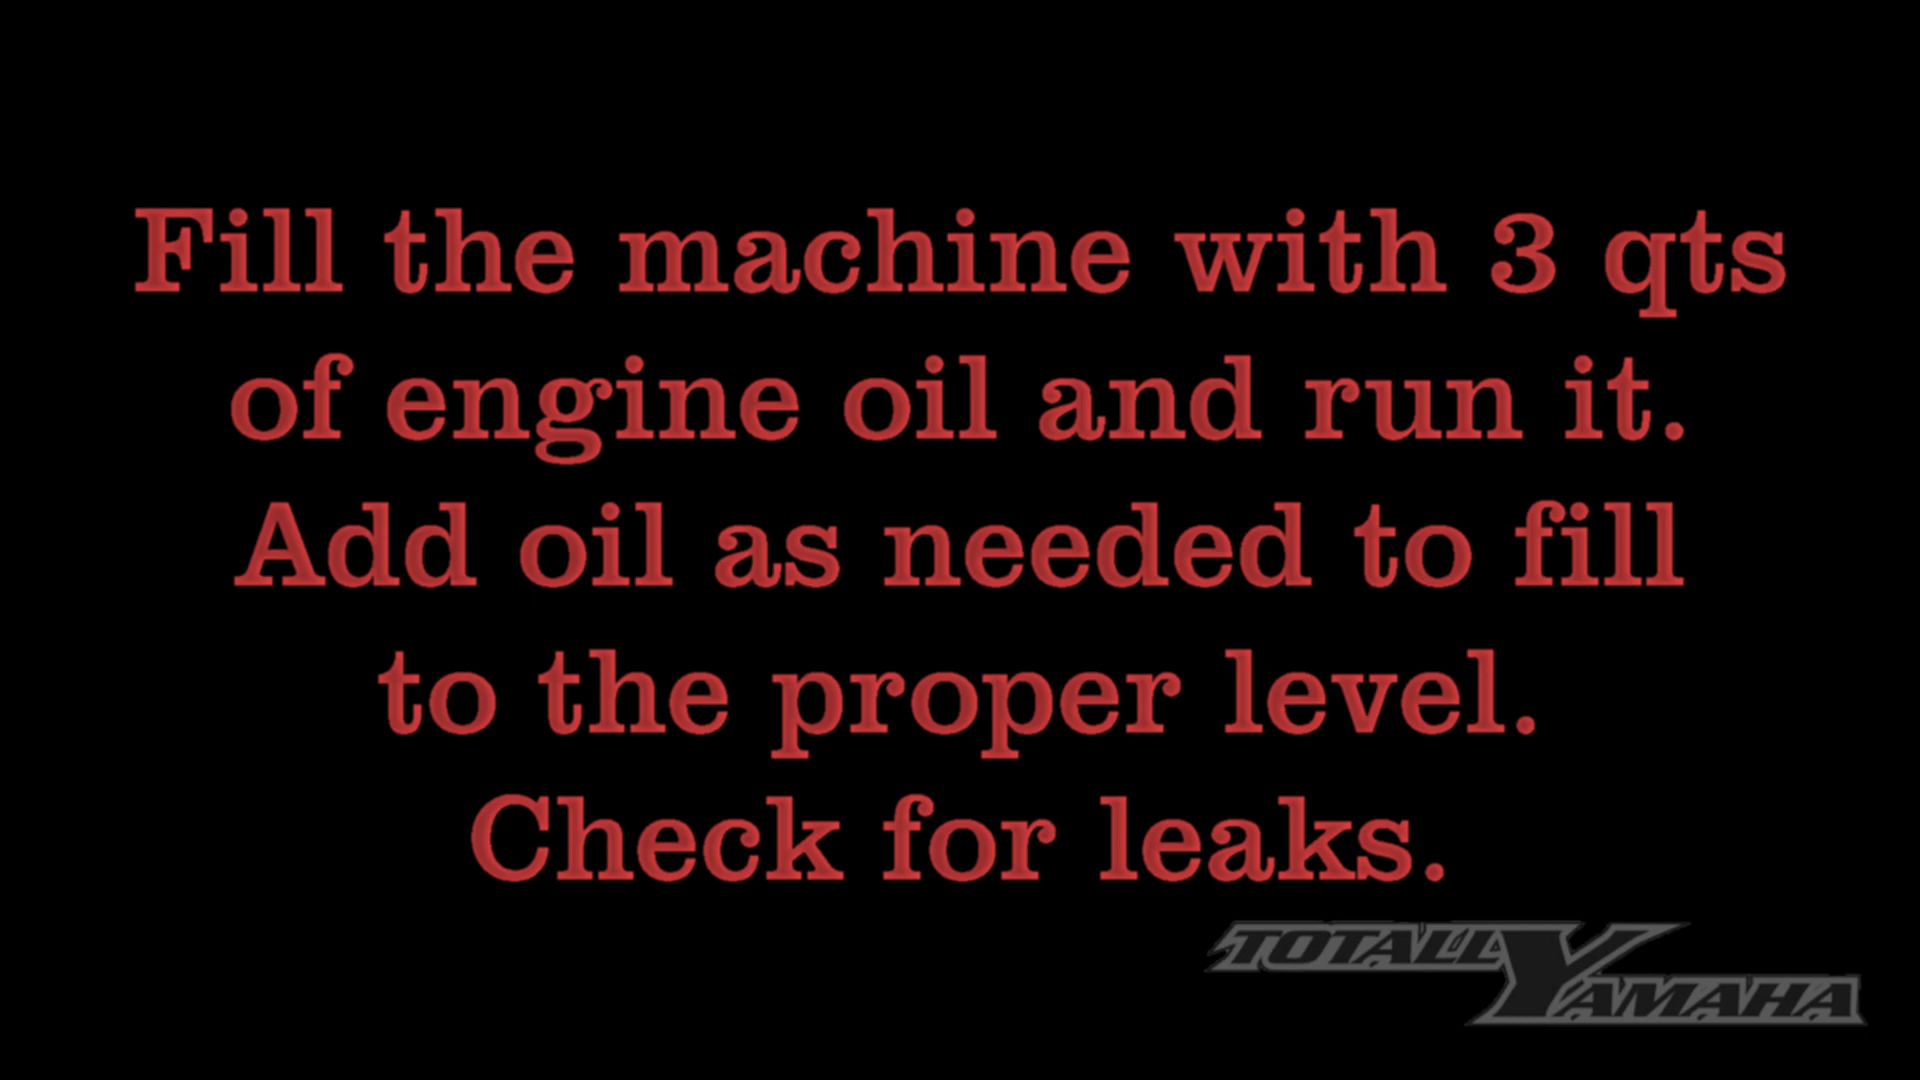 Fill the machine with 3 qts
of engine oil and run it.
Add oil as needed to fill
to the proper level.
Check for leaks.
TOTALLY
YAMAHA